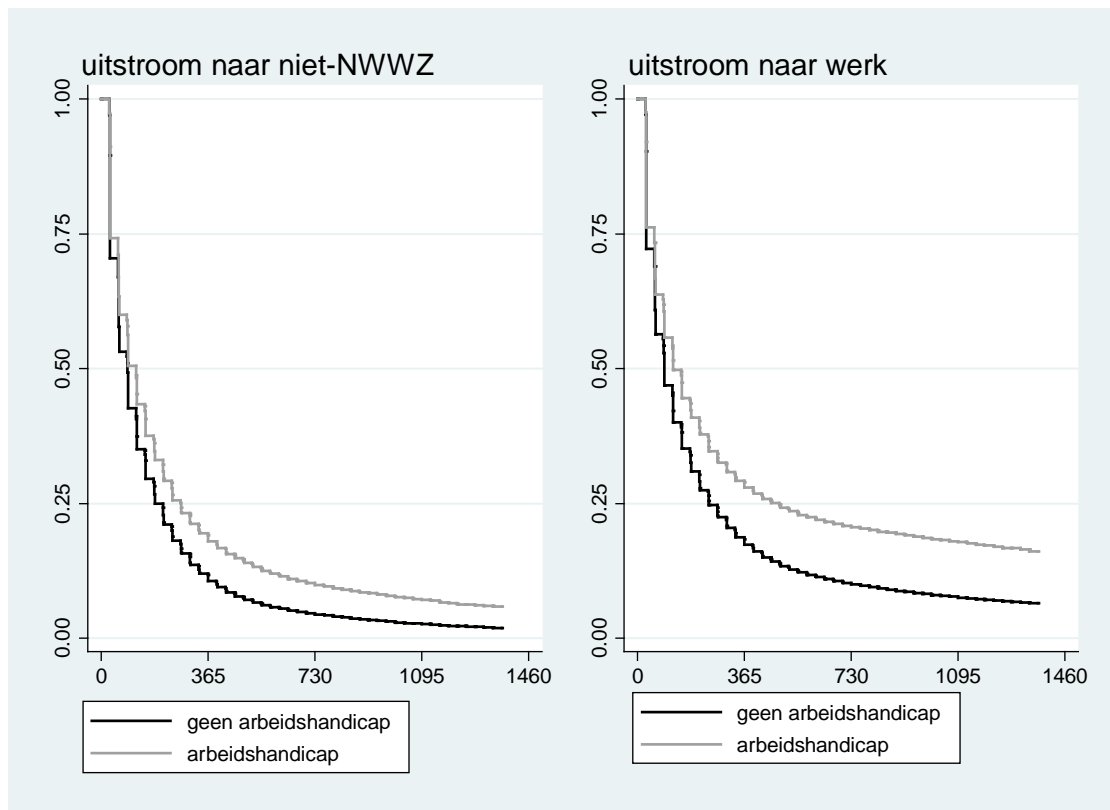 uitstroom naar niet-NWWZ
1.00
0.75
0.50
0.25
0.00
0 365 730 1095 1460
geen arbeidshandicap
arbeidshandicap
uitstroom naar werk
1.00
0.75
0.50
0.25
0.00
0 365 730 1095 1460
geen arbeidshandicap
arbeidshandicap